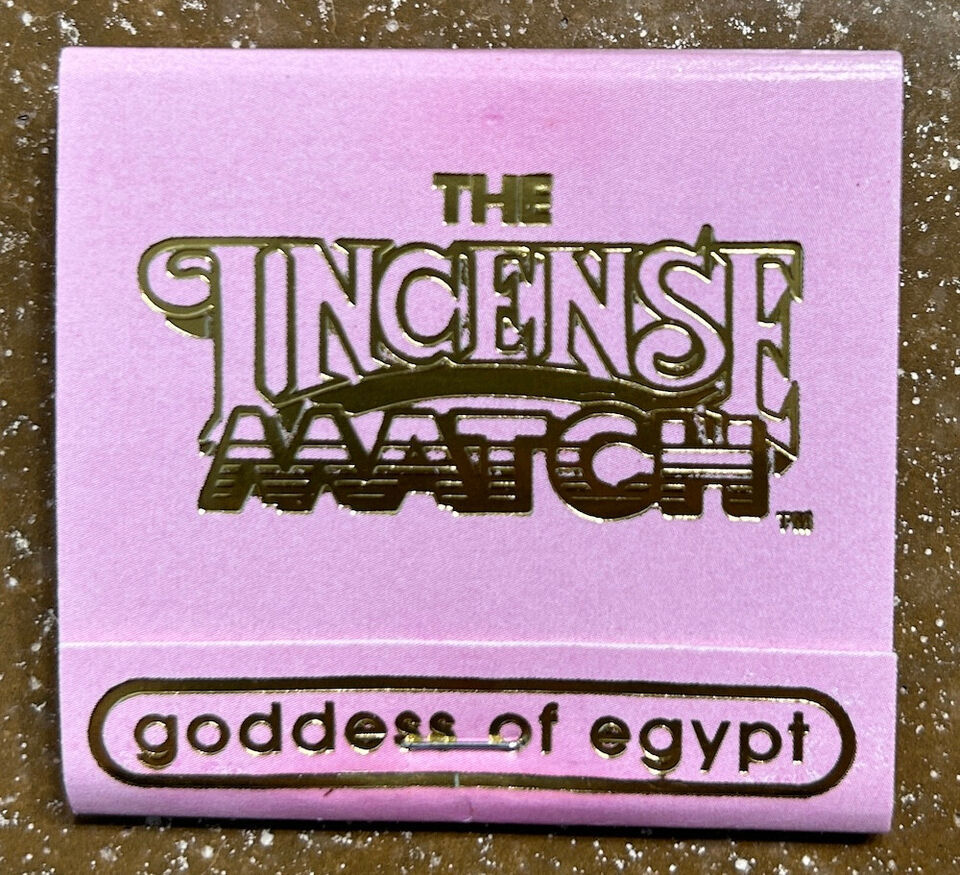 THE
INCENSE
MATCH
TM
goddess of egypt